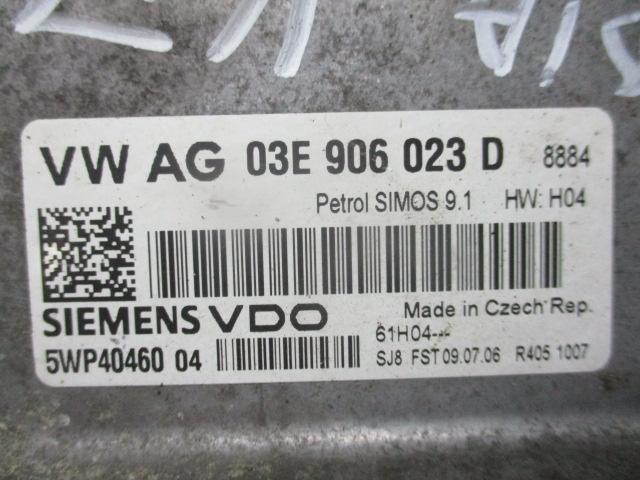 VW AG 03E 906 023 D 8884
Petrol SIMOS 9.1 HW: H04
SIEMENS VDO Made in Czech Rep.
61H04---
5WP40460 04 SJ8 FST 09.07.06 R405 1007